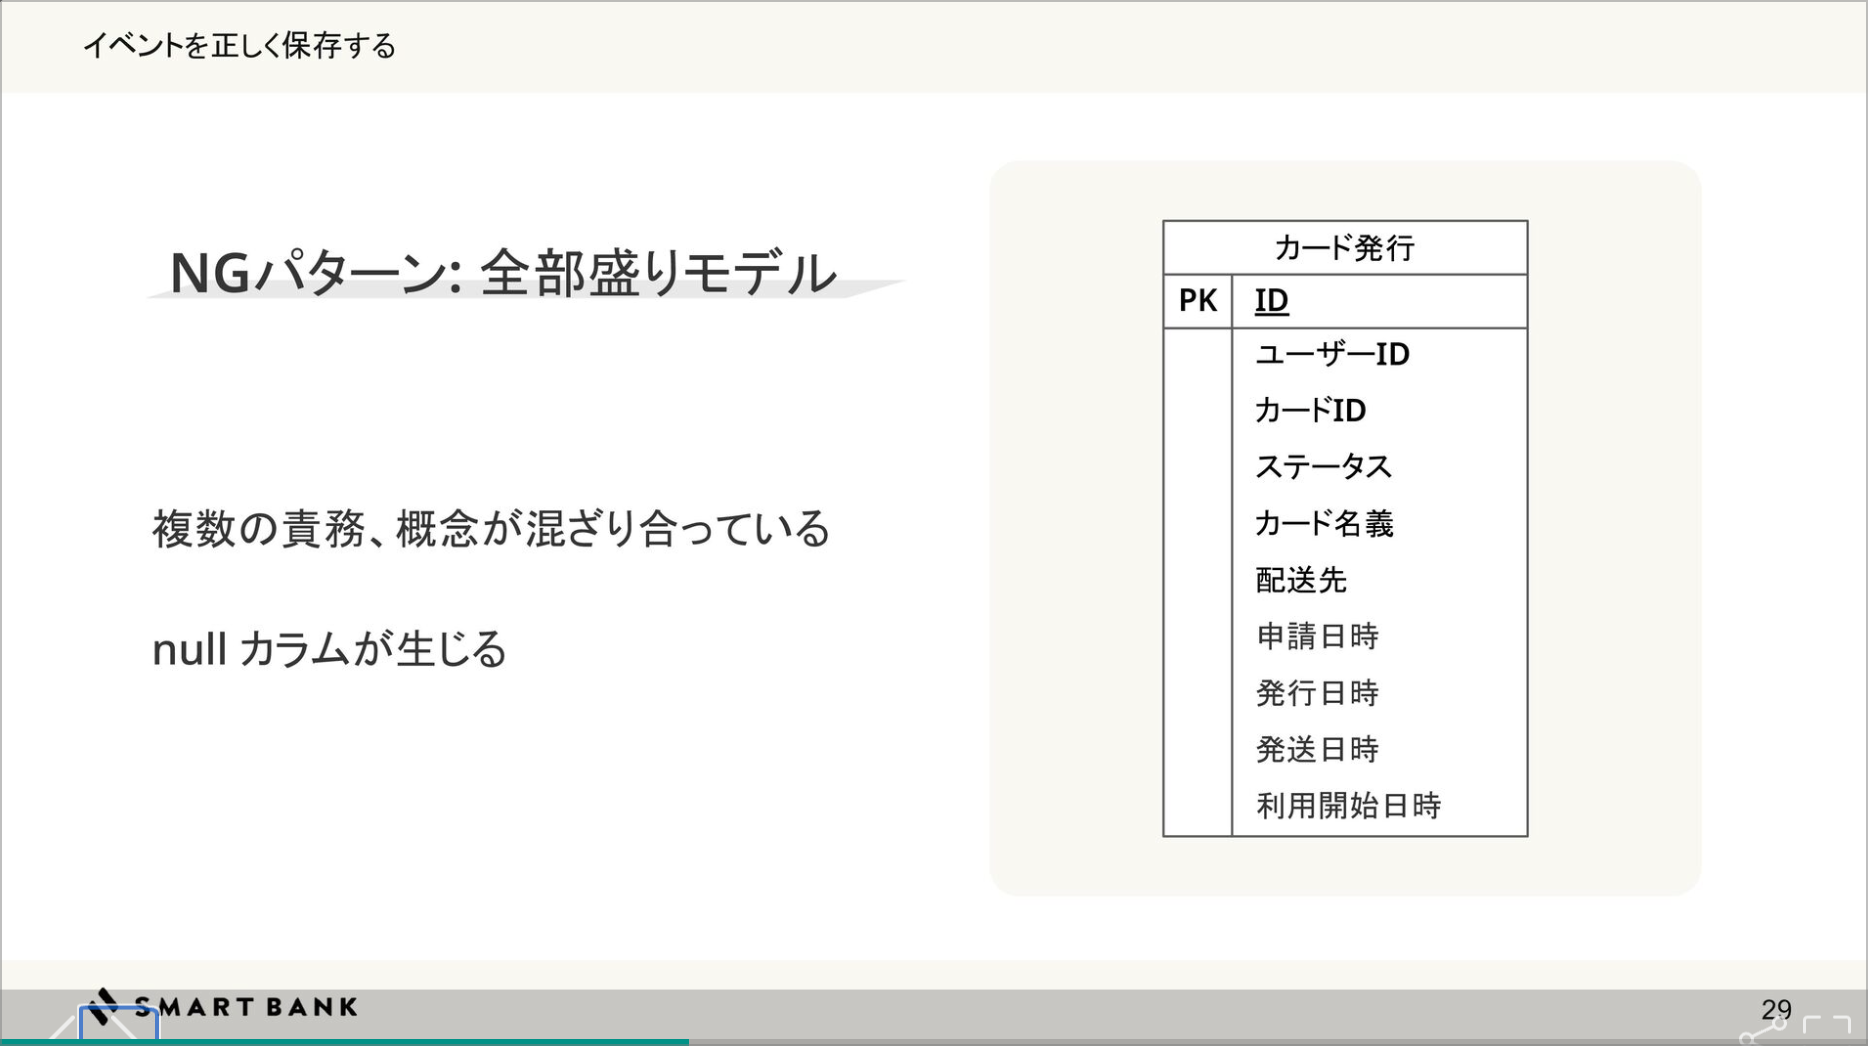 イベントを正しく保存する
NGパターン: 全部盛りモデル
複数の責務、概念が混ざり合っている
null カラムが生じる
カード発行
PK ID
ユーザーID
カードID
ステータス
カード名義
配送先
申請日時
発行日時
発送日時
利用開始日時
SMART BANK
29